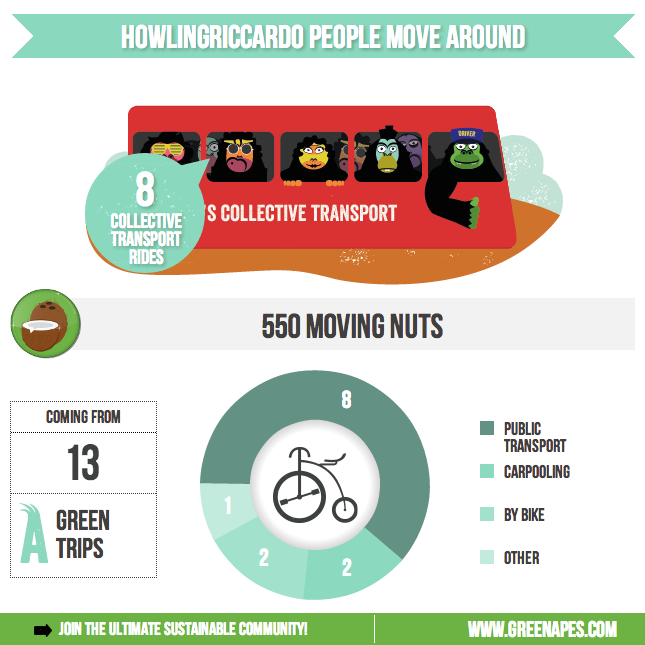 HOWLINGRICCARDO PEOPLE MOVE AROUND
DRIVER
8
COLLECTIVE
TRANSPORT
RIDES
'S COLLECTIVE TRANSPORT
550 MOVING NUTS
COMING FROM
13
GREEN
TRIPS
8
1
2
2
PUBLIC
TRANSPORT
CARPOOLING
BY BIKE
OTHER
JOIN THE ULTIMATE SUSTAINABLE COMMUNITY!
WWW.GREENAPES.COM